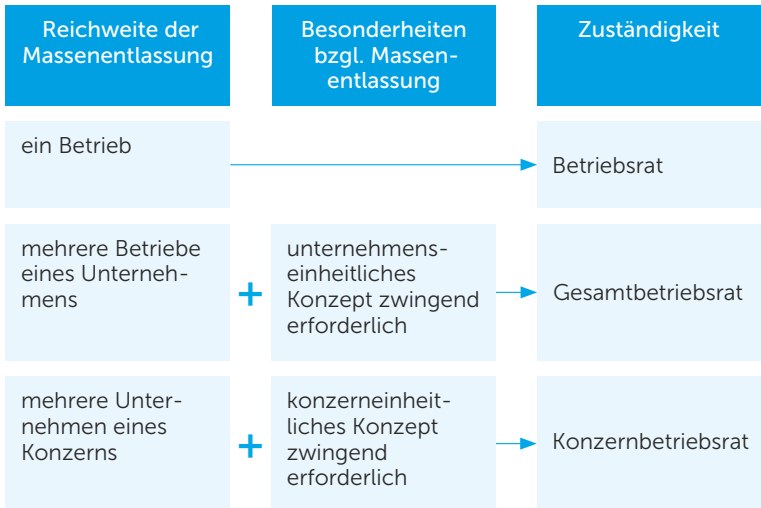 Reichweite der
Massenentlassung
Besonderheiten
bzgl. Massen-
entlassung
Zuständigkeit
ein Betrieb
Betriebsrat
mehrere Betriebe
eines Unterneh-
mens
+
unternehmens-
einheitliches
Konzept zwingend
erforderlich
Gesamtbetriebsrat
mehrere Unter-
nehmen eines
Konzerns
+
konzerneinheit-
liches Konzept
zwingend
erforderlich
Konzernbetriebsrat